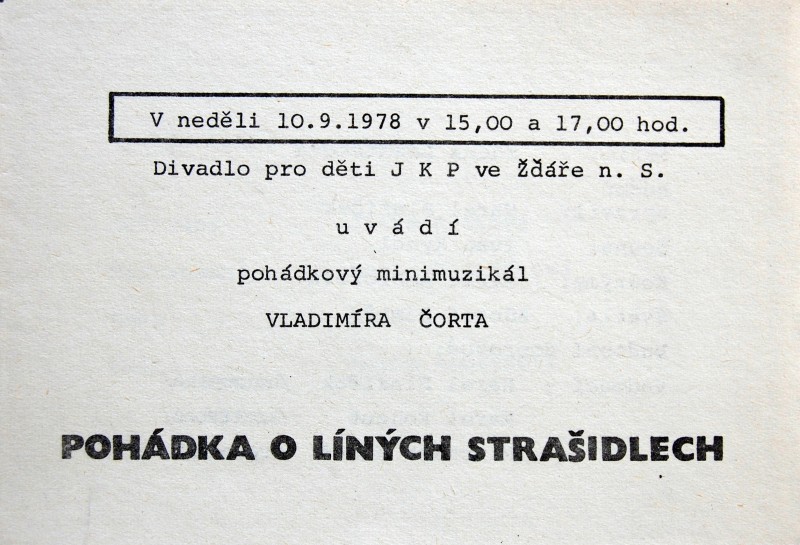 V neděli 10.9.1978 v 15,00 a 17,00 hod.
Divadlo pro děti J K P ve Žďáře n. S.
u v á d í
pohádkový minimuzikál
VLADIMÍRA ČORTA
POHÁDKA O LÍNÝCH STRAŠIDLECH